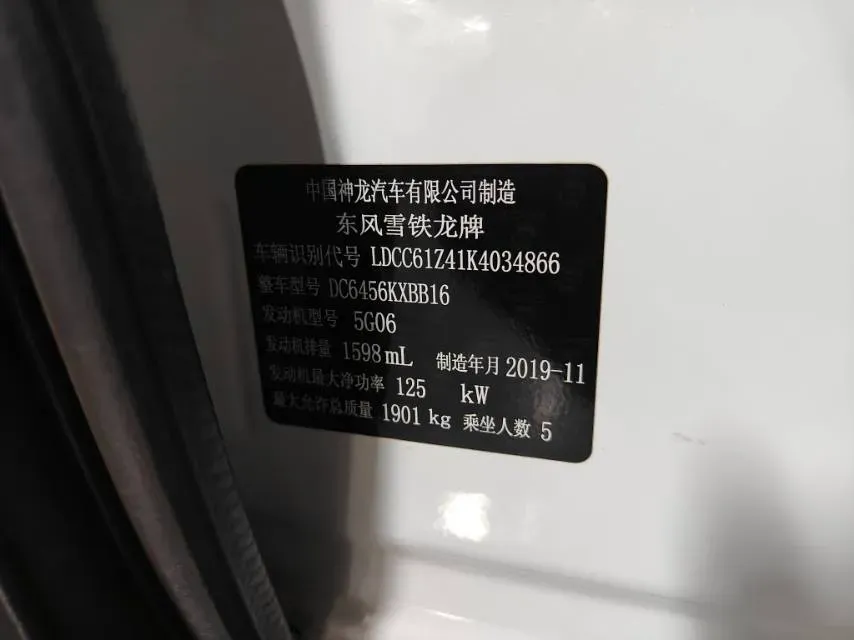 中国神龙汽车有限公司制造
东风雪铁龙牌
车辆识别代号 LDCC61Z41K4034866
整车型号 DC6456KXBB16
发动机型号 5G06
发动机排量 1598mL 制造年月 2019-11
发动机最大净功率 125 kW
最大允许总质量 1901 kg 乘坐人数 5